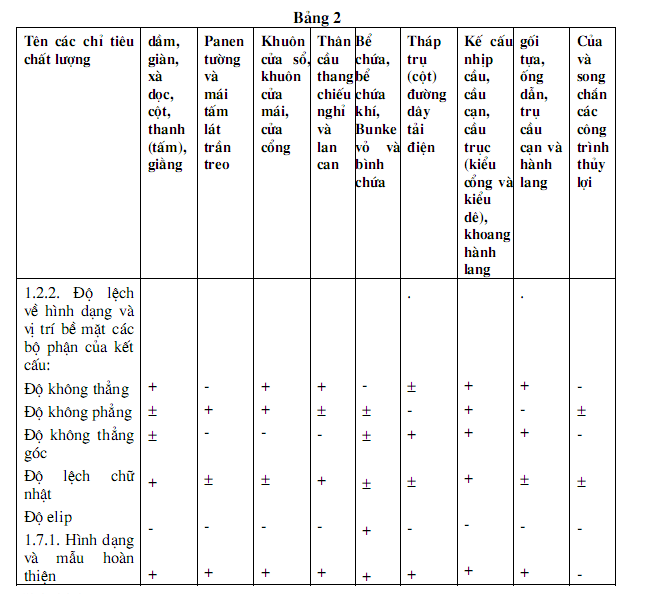 Bảng 2
Tên các chỉ tiêu chất lượng | dầm, giàn, xà dọc, cột, thanh (tấm), giằng | Panen tường và mái tấm lát trần treo | Khuôn cửa sổ, khuôn cửa mái, cửa cổng | Thân cầu thang chiếu nghỉ và lan can | Bể chứa, bể chứa khí, Bunke vỏ và bình chứa | Tháp trụ (cột) đường dây tải điện | Kế cấu nhịp cầu, cầu cạn, cầu trục (kiểu cổng và kiểu dê), khoang hành lang | gối tựa, ống dẫn, trụ cầu cạn và hành lang | Của và song chắn các công trình thủy lợi
1.2.2. Độ lệch về hình dạng và vị trí bề mặt các bộ phận của kết cấu: | | | | | | . | | . |
Độ không thẳng | + | - | + | + | - | ± | + | + | -
Độ không phẳng | ± | + | + | ± | ± | - | + | - | ±
Độ không thẳng góc | ± | - | - | - | ± | + | + | + | -
Độ lệch chữ nhật | + | ± | ± | + | ± | ± | + | ± | ±
Độ elip | - | - | - | - | + | - | - | - | -
1.7.1. Hình dạng và mẫu hoàn thiện | + | + | + | + | + | + | + | + | -